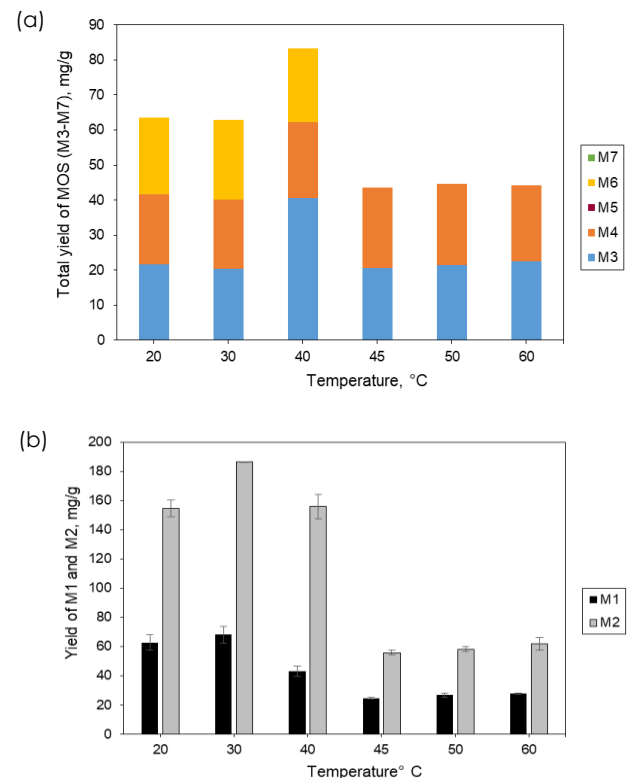 (a)
Total yield of MOS (M3-M7), mg/g
90
80
70
60
50
40
30
20
10
0
20 30 40 45 50 60
Temperature, °C
M7
M6
M5
M4
M3
(b)
Yield of M1 and M2, mg/g
200
180
160
140
120
100
80
60
40
20
0
20 30 40 45 50 60
Temperature° C
M1
M2